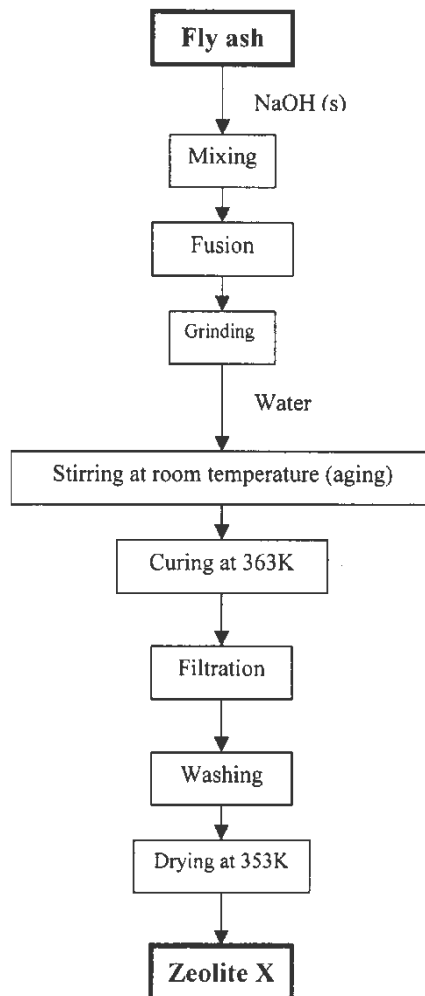 Fly ash
NaOH (s)
Mixing
Fusion
Grinding
Water
Stirring at room temperature (aging)
Curing at 363K
Filtration
Washing
Drying at 353K
Zeolite X